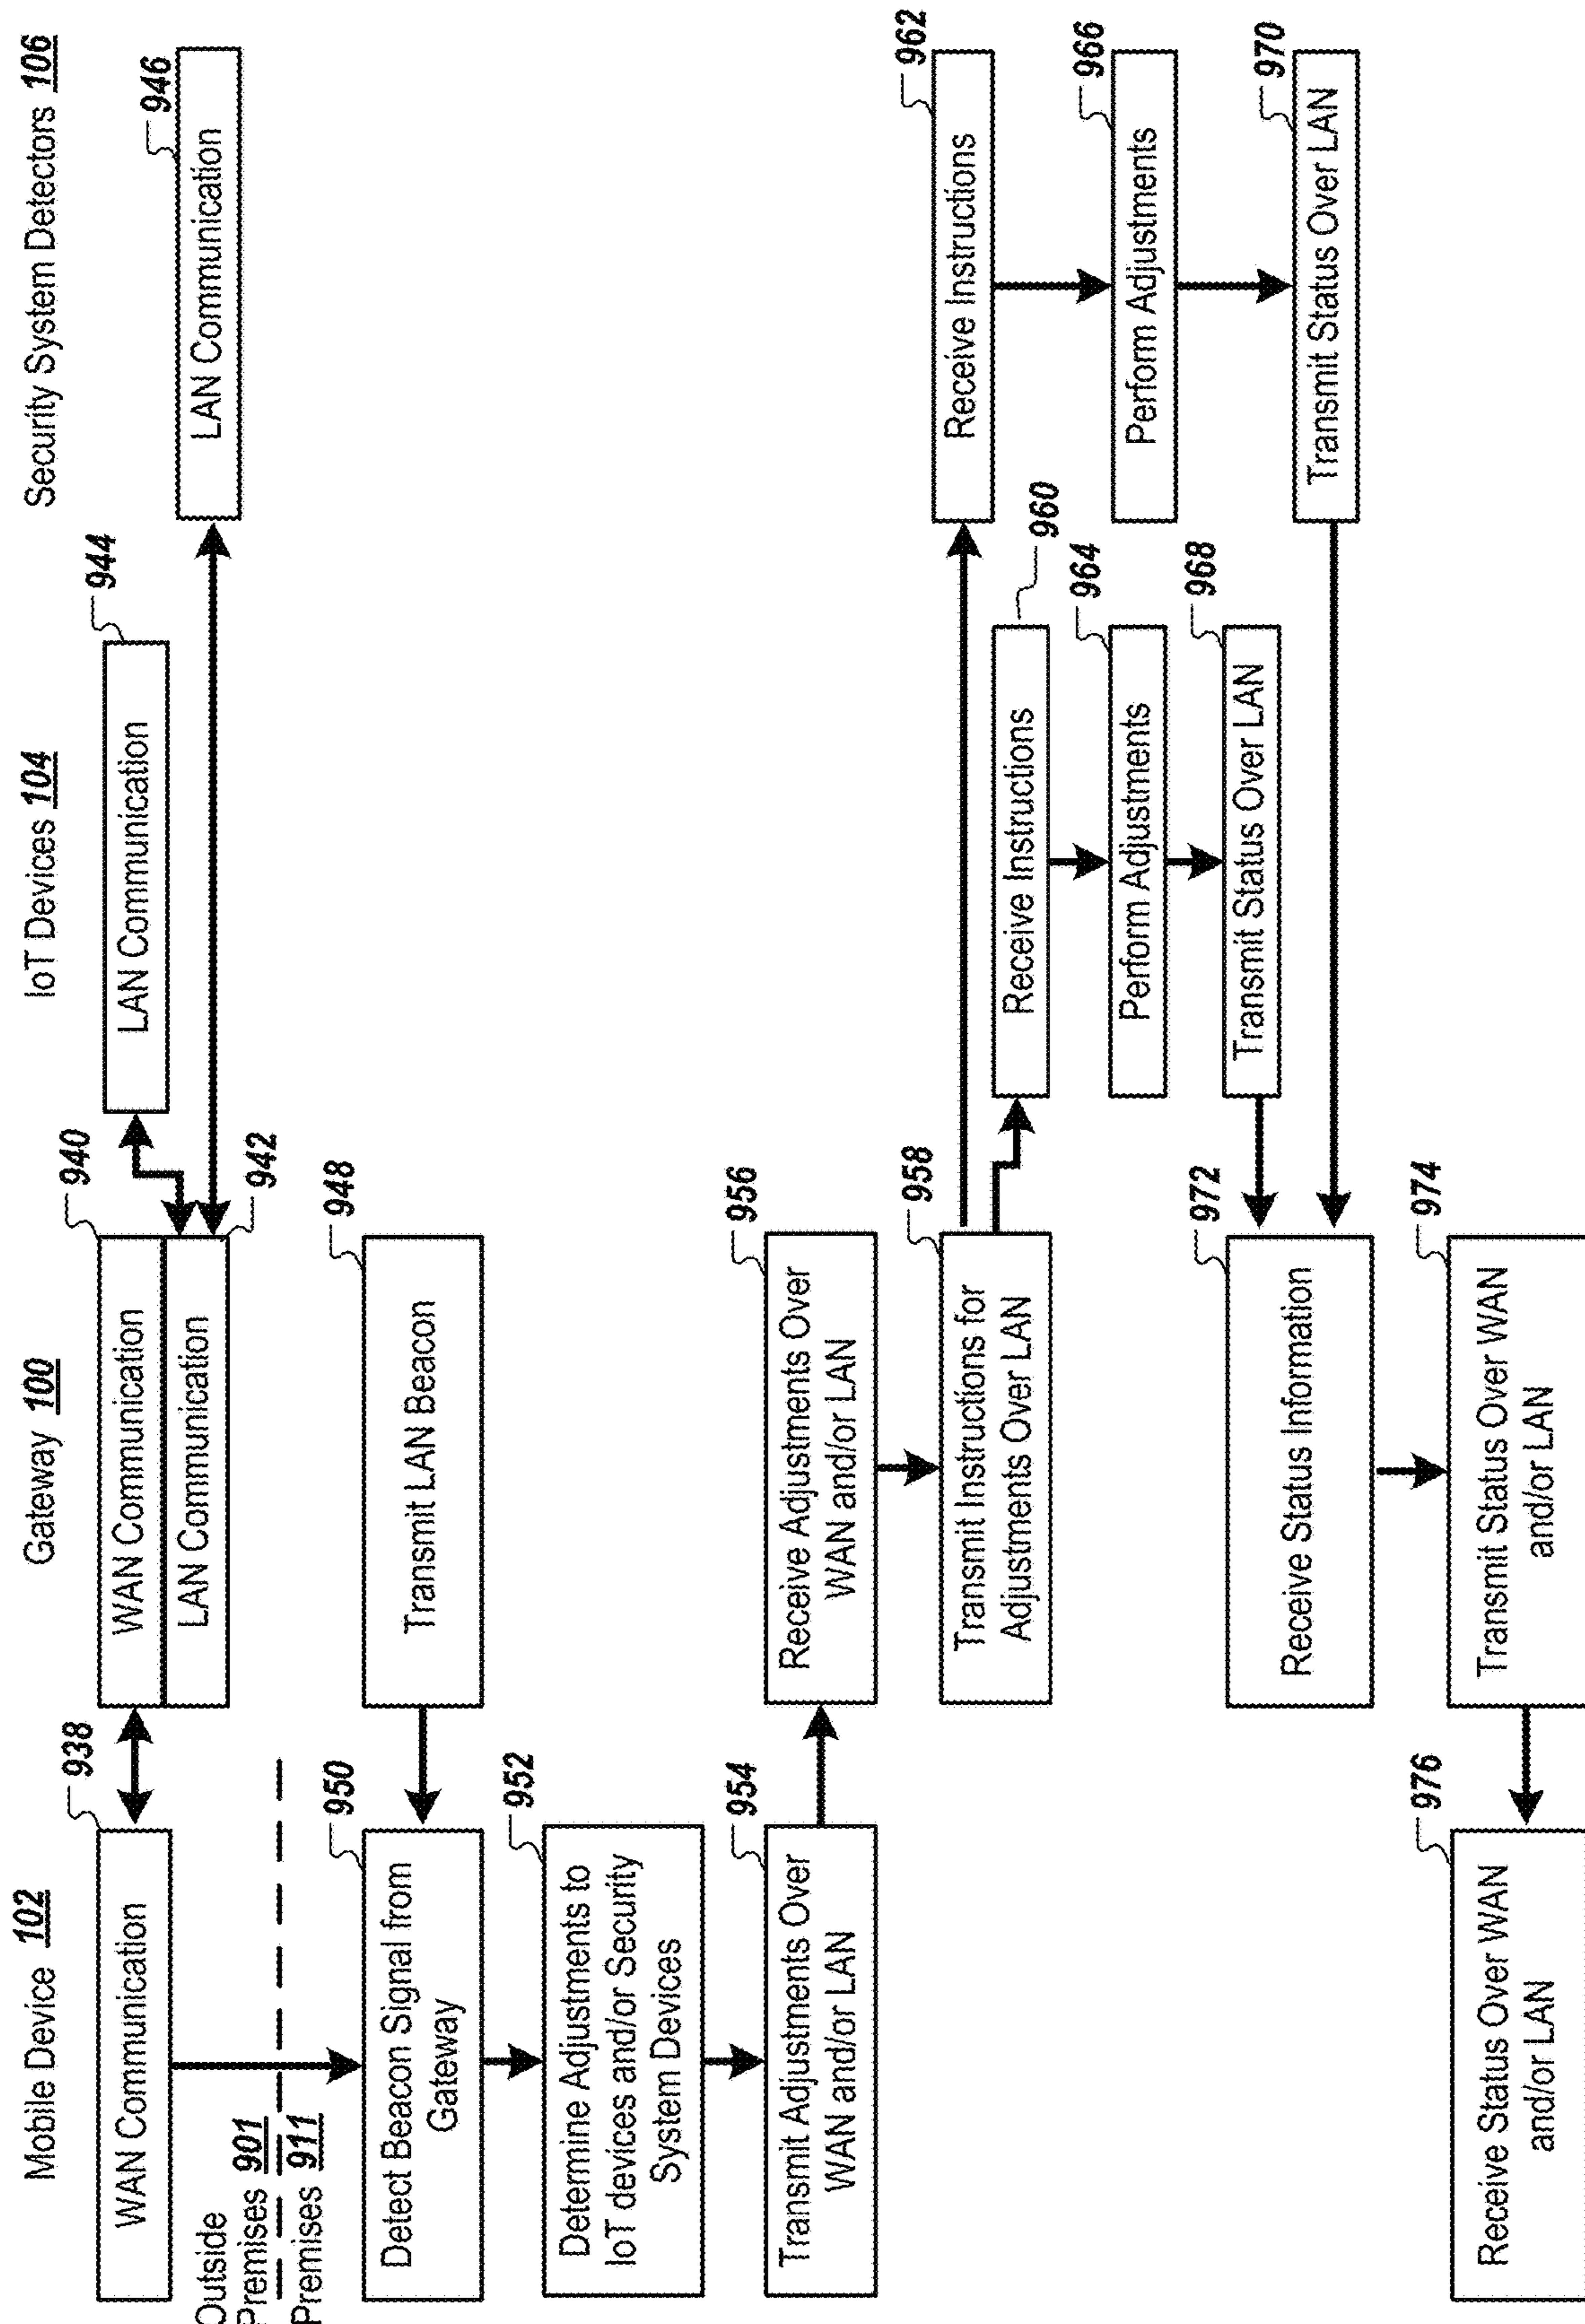 Mobile Device 102
Gateway 100
IoT Devices 104
Security System Detectors 106
938
WAN Communication
940
WAN Communication
LAN Communication
942
944
LAN Communication
946
LAN Communication
Outside
Premises 901
Premises 911
948
Transmit LAN Beacon
950
Detect Beacon Signal from
Gateway
952
Determine Adjustments to
IoT devices and/or Security
System Devices
954
Transmit Adjustments Over
WAN and/or LAN
956
Receive Adjustments Over
WAN and/or LAN
958
Transmit Instructions for
Adjustments Over LAN
960
Receive Instructions
962
Receive Instructions
964
Perform Adjustments
966
Perform Adjustments
968
Transmit Status Over LAN
970
Transmit Status Over LAN
972
Receive Status Information
974
Transmit Status Over WAN
and/or LAN
976
Receive Status Over WAN
and/or LAN